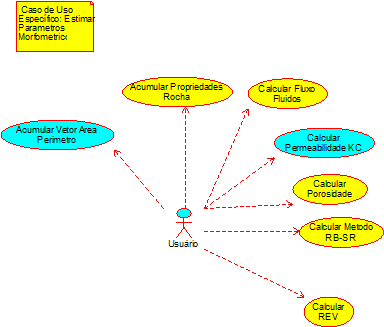 Caso de Uso
Específico: Estimar
Parametros
Morfometrico
Acumular Propriedades
Rocha
Calcular Fluxo
Fluidos
Acumular Vetor Area
Perimetro
Calcular
Permeabilidade KC
Calcular
Porosidade
Calcular Metodo
RB-SR
Usuário
Calcular
REV